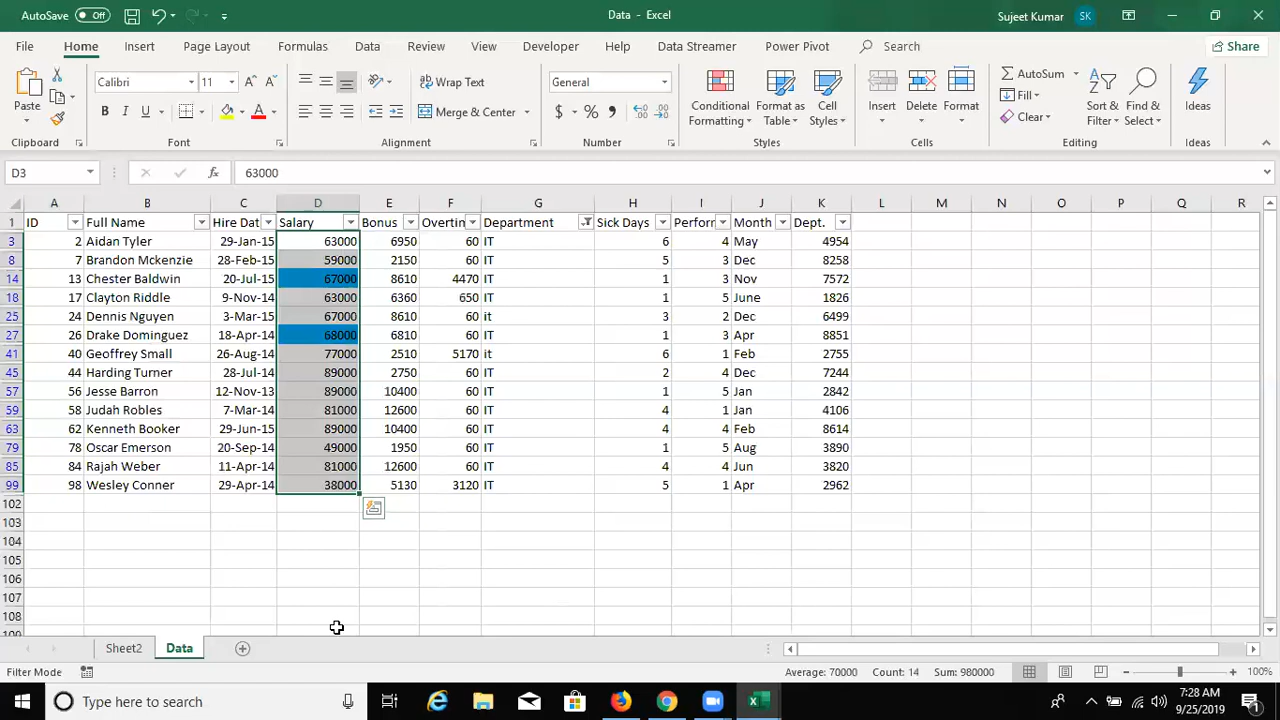 AutoSave Off Data - Excel Sujeet Kumar SK
File Home Insert Page Layout Formulas Data Review View Developer Help Data Streamer Power Pivot Search Share
Paste Calibri 11 Wrap Text General Conditional Formatting Format as Table Cell Styles Insert Delete Format AutoSum Fill Clear Sort & Filter Find & Select Ideas
B I U Merge & Center $ %
Clipboard Font Alignment Number Styles Cells Editing Ideas
D3 fx 63000
A B C D E F G H I J K L M N O P Q R
1 ID Full Name Hire Dat Salary Bonus Overtin Department Sick Days Perforr Month Dept.
3 2 Aidan Tyler 29-Jan-15 63000 6950 60 IT 6 4 May 4954
8 7 Brandon Mckenzie 28-Feb-15 59000 2150 60 IT 5 3 Dec 8258
14 13 Chester Baldwin 20-Jul-15 67000 8610 4470 IT 1 3 Nov 7572
18 17 Clayton Riddle 9-Nov-14 63000 6360 650 IT 1 5 June 1826
25 24 Dennis Nguyen 3-Mar-15 67000 8610 60 it 3 2 Dec 6499
27 26 Drake Dominguez 18-Apr-14 68000 6810 60 IT 1 3 Apr 8851
41 40 Geoffrey Small 26-Aug-14 77000 2510 5170 it 6 1 Feb 2755
45 44 Harding Turner 28-Jul-14 89000 2750 60 IT 2 4 Dec 7244
57 56 Jesse Barron 12-Nov-13 89000 10400 60 IT 1 5 Jan 2842
59 58 Judah Robles 7-Mar-14 81000 12600 60 IT 4 1 Jan 4106
63 62 Kenneth Booker 29-Jun-15 89000 10400 60 IT 4 4 Feb 8614
79 78 Oscar Emerson 20-Sep-14 49000 1950 60 IT 1 5 Aug 3890
85 84 Rajah Weber 11-Apr-14 81000 12600 60 IT 4 4 Jun 3820
99 98 Wesley Conner 29-Apr-14 38000 5130 3120 IT 5 1 Apr 2962
102
103
104
105
106
107
108
Sheet2 Data
Filter Mode Average: 70000 Count: 14 Sum: 980000 100%
Type here to search 7:28 AM
9/25/2019 1